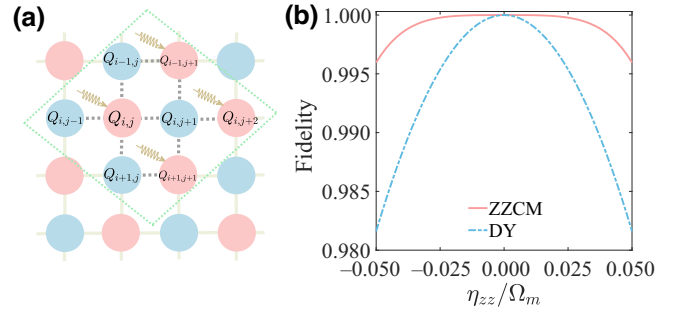 (a)
(b)
Q_{i-1,j} Q_{i-1,j+1}
Q_{i,j-1} Q_{i,j} Q_{i,j+1} Q_{i,j+2}
Q_{i+1,j} Q_{i+1,j+1}
Fidelity
1.000
0.995
0.990
0.985
0.980
ZZCM
DY
−0.050 −0.025 0.000 0.025 0.050
η_{zz}/Ω_m